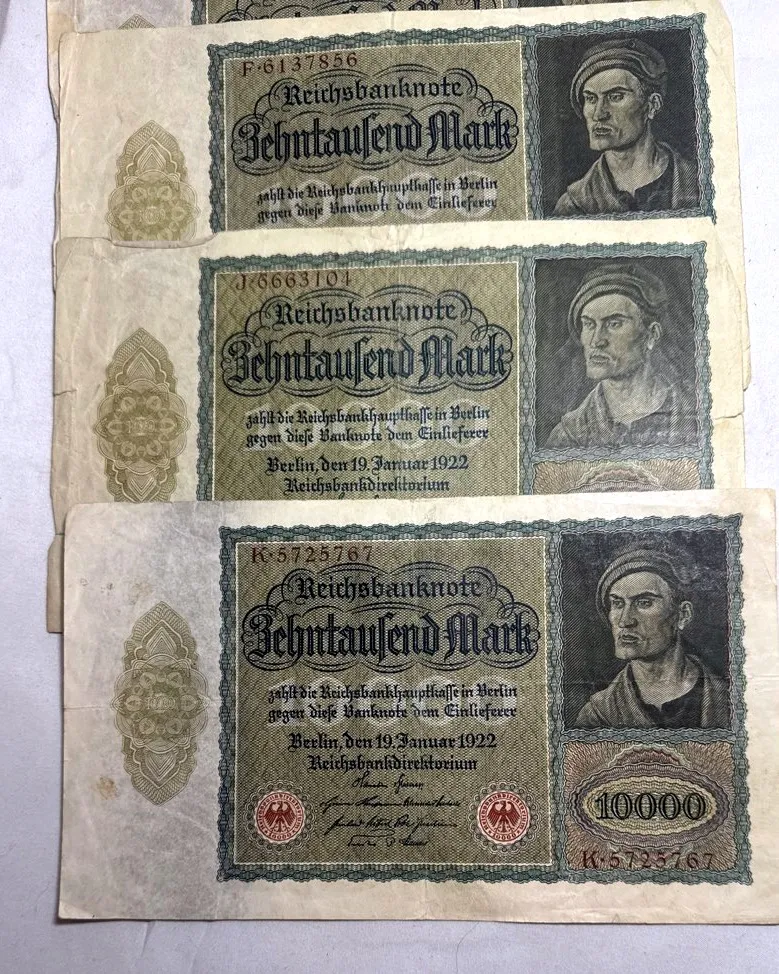 F·6137856
Reichsbanknote
Zehntausend Mark
zahlt die Reichsbankhauptkasse in Berlin
gegen diese Banknote dem Einlieferer
J·6663104
Reichsbanknote
Zehntausend Mark
zahlt die Reichsbankhauptkasse in Berlin
gegen diese Banknote dem Einlieferer
Berlin, den 19. Januar 1922
Reichsbankdirektorium
K·5725767
Reichsbanknote
Zehntausend Mark
zahlt die Reichsbankhauptkasse in Berlin
gegen diese Banknote dem Einlieferer
Berlin, den 19. Januar 1922
Reichsbankdirektorium
10000
K·5725767